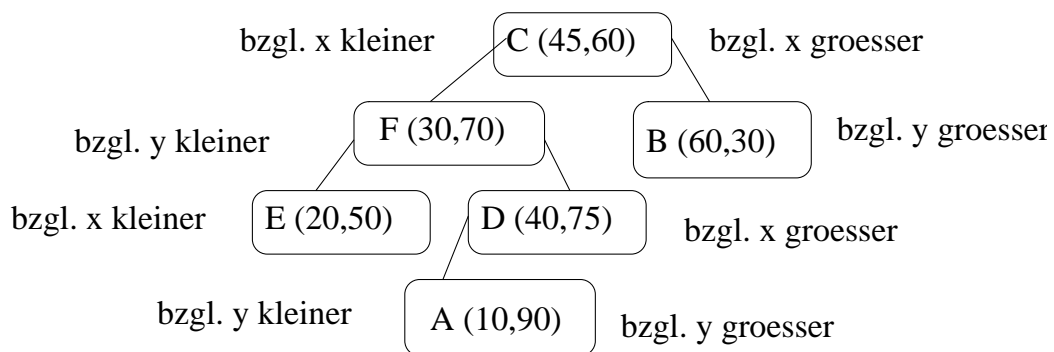 bzgl. x kleiner C (45,60) bzgl. x groesser
bzgl. y kleiner F (30,70) B (60,30) bzgl. y groesser
bzgl. x kleiner E (20,50) D (40,75) bzgl. x groesser
bzgl. y kleiner A (10,90) bzgl. y groesser